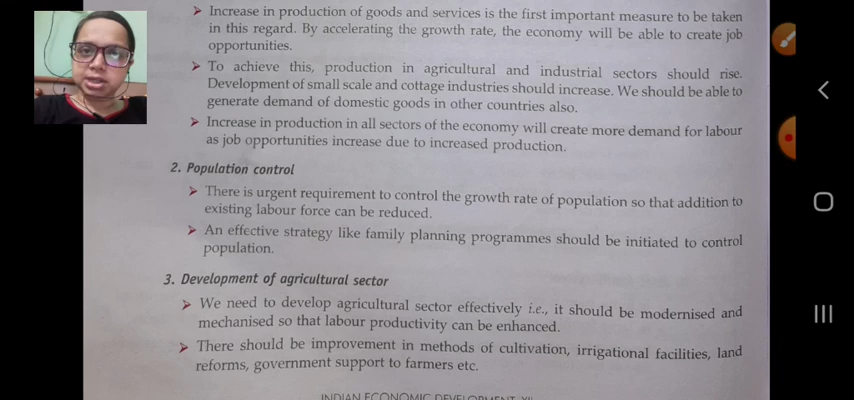 ➢ Increase in production of goods and services is the first important measure to be taken
in this regard. By accelerating the growth rate, the economy will be able to create job
opportunities.
➢ To achieve this, production in agricultural and industrial sectors should rise.
Development of small scale and cottage industries should increase. We should be able to
generate demand of domestic goods in other countries also.
➢ Increase in production in all sectors of the economy will create more demand for labour
as job opportunities increase due to increased production.
2. Population control
➢ There is urgent requirement to control the growth rate of population so that addition to
existing labour force can be reduced.
➢ An effective strategy like family planning programmes should be initiated to control
population.
3. Development of agricultural sector
➢ We need to develop agricultural sector effectively i.e., it should be modernised and
mechanised so that labour productivity can be enhanced.
➢ There should be improvement in methods of cultivation, irrigational facilities, land
reforms, government support to farmers etc.
INDIAN ECONOMIC DEVELOPMENT-XII